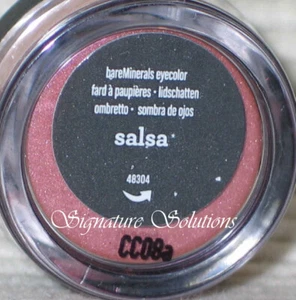 bareMinerals eyecolor
fard à paupières • lidschatten
ombretto • sombra de ojos
salsa
48304
Signature Solutions
CC08a